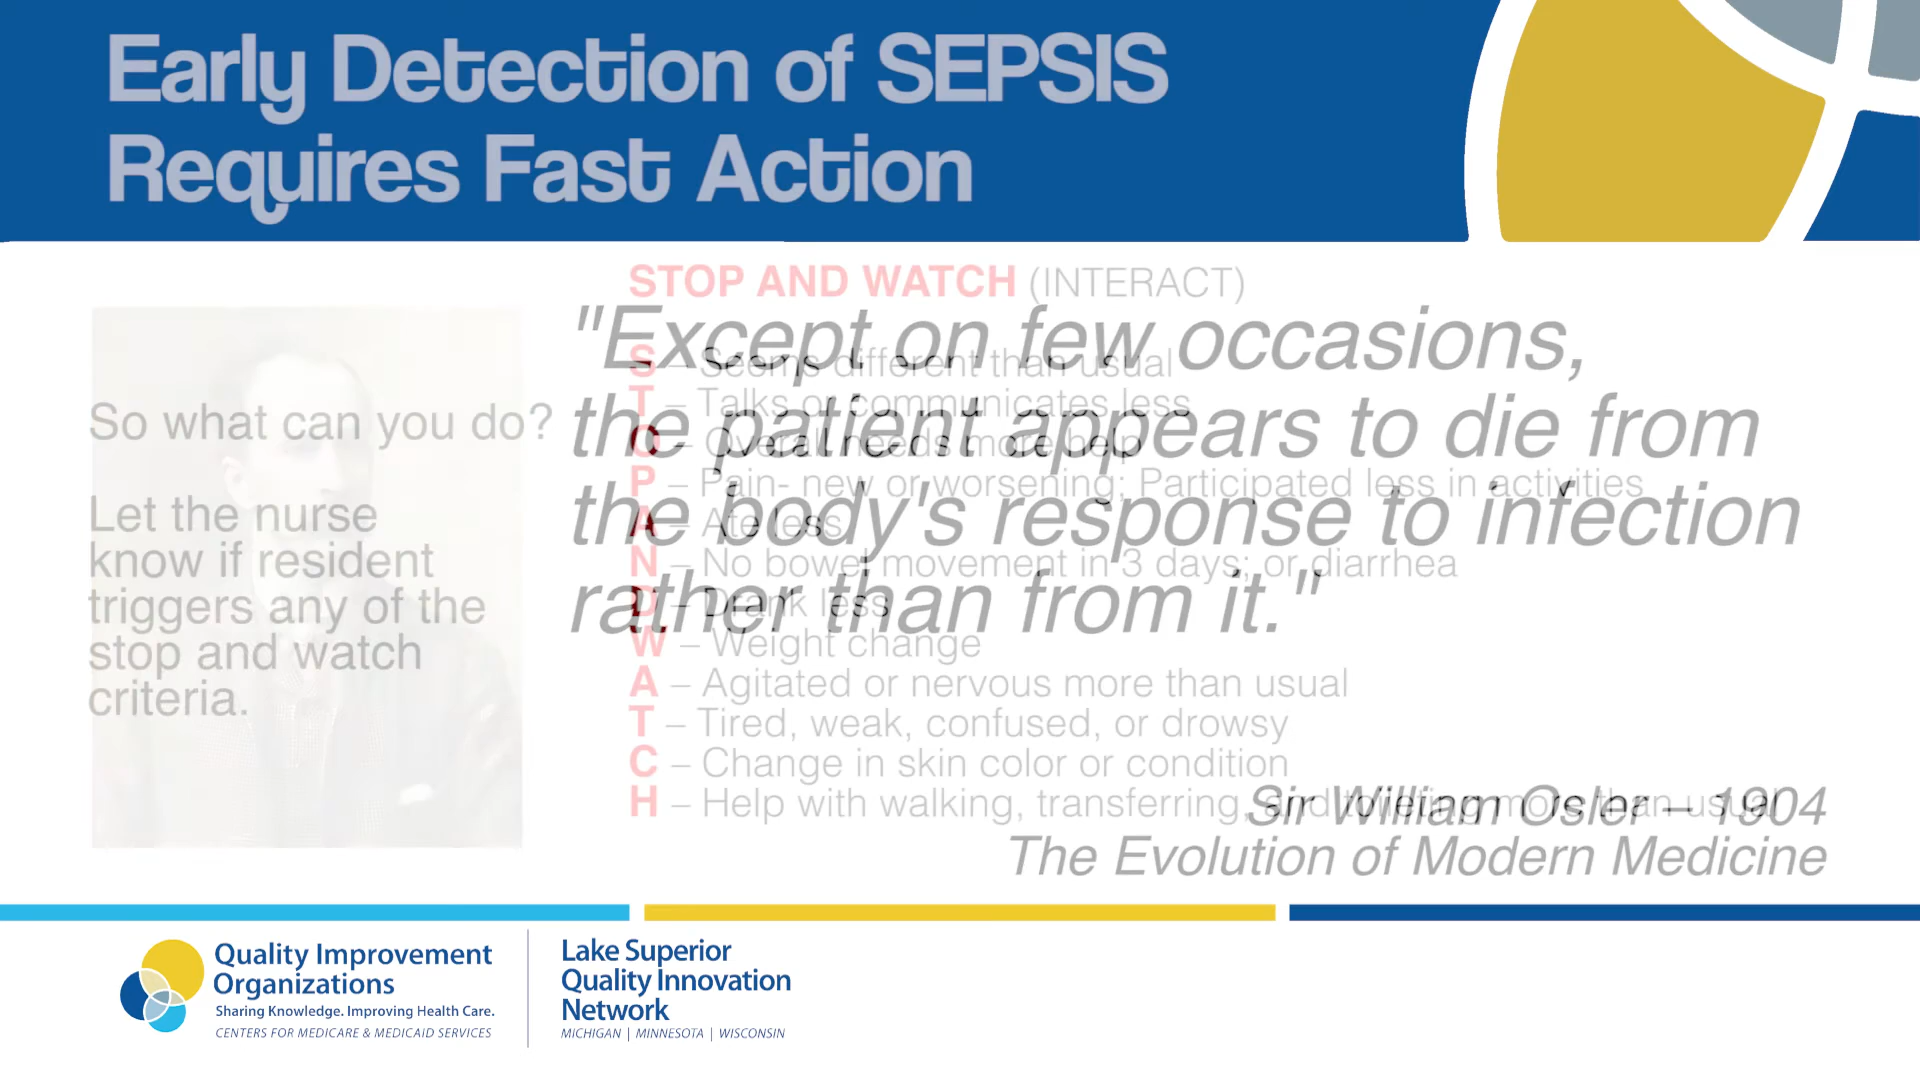 Early Detection of SEPSIS
Requires Fast Action
So what can you do?
Let the nurse
know if resident
triggers any of the
stop and watch
criteria.
STOP AND WATCH (INTERACT)
S – Seems different than usual
T – Talks or communicates less
O – Overall needs more help
P – Pain- new or worsening; Participated less in activities
A – Ate less
N – No bowel movement in 3 days; or diarrhea
D – Drank less
W – Weight change
A – Agitated or nervous more than usual
T – Tired, weak, confused, or drowsy
C – Change in skin color or condition
H – Help with walking, transferring, and toileting more than usual
"Except on few occasions,
the patient appears to die from
the body's response to infection
rather than from it."
Sir William Osler – 1904
The Evolution of Modern Medicine
Quality Improvement
Organizations
Sharing Knowledge. Improving Health Care.
CENTERS FOR MEDICARE & MEDICAID SERVICES
Lake Superior
Quality Innovation
Network
MICHIGAN | MINNESOTA | WISCONSIN